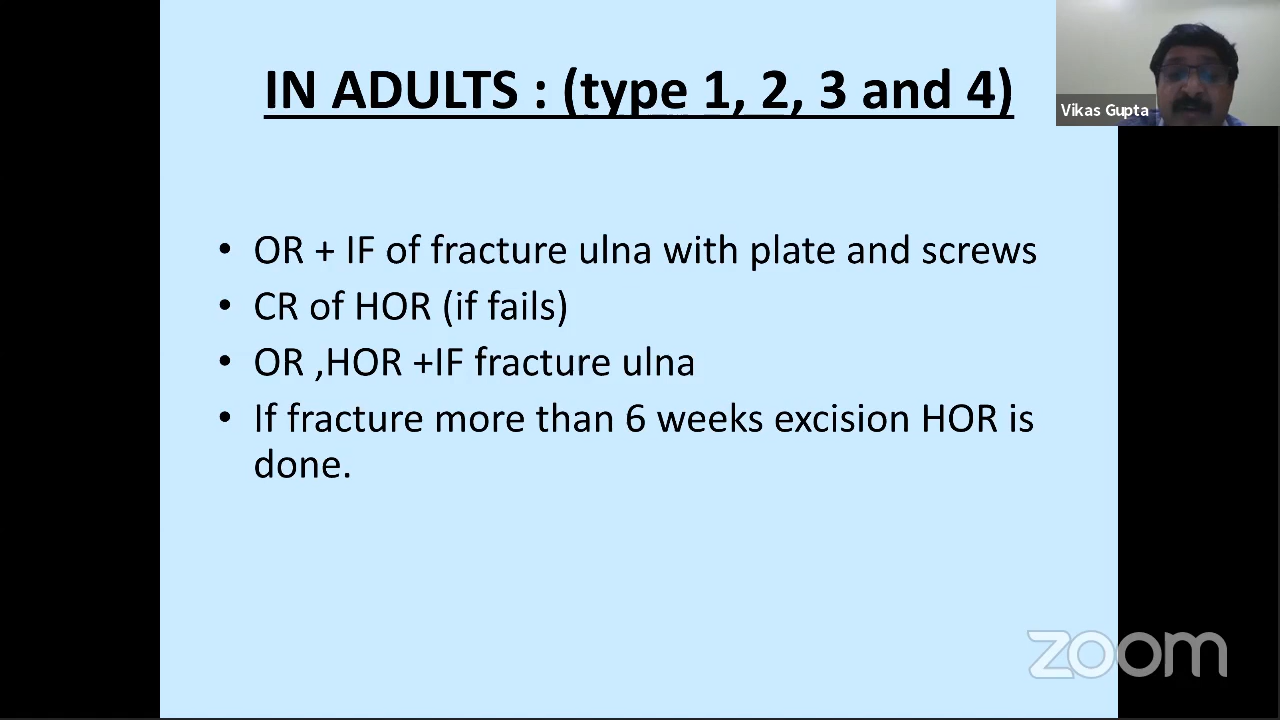 IN ADULTS : (type 1, 2, 3 and 4)
Vikas Gupta
• OR + IF of fracture ulna with plate and screws
• CR of HOR (if fails)
• OR ,HOR +IF fracture ulna
• If fracture more than 6 weeks excision HOR is
done.
zoom